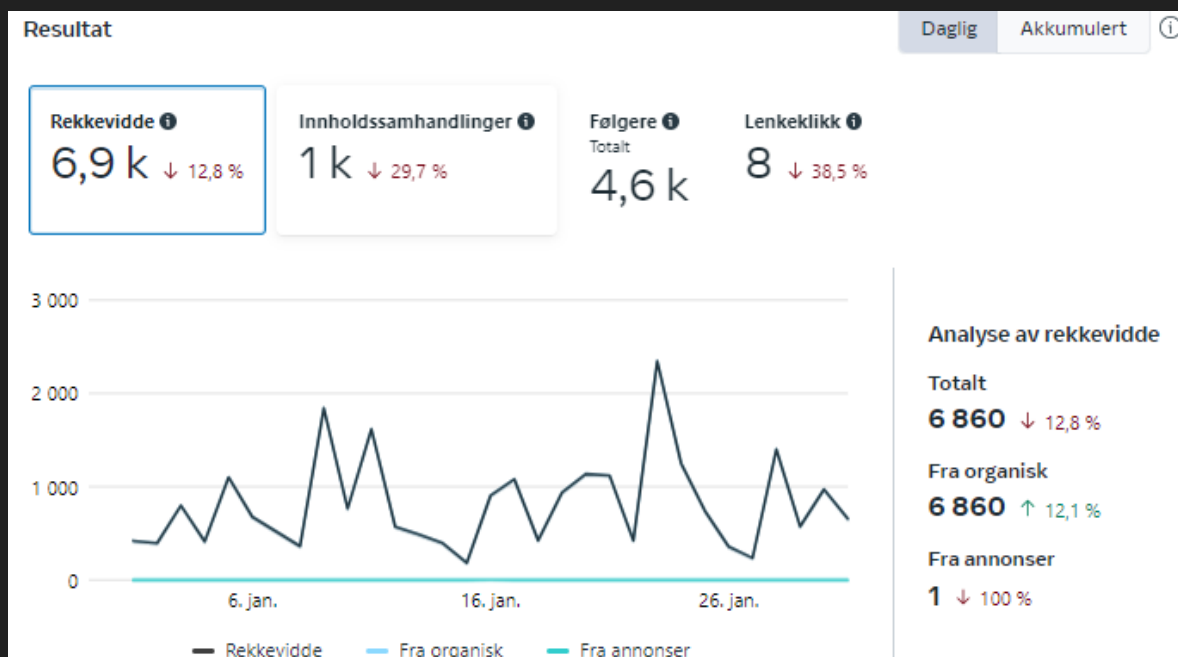 Resultat
Daglig
Akkumulert
Rekkevidde
6,9 k ↓ 12,8 %
Innholdssamhandlinger
1 k ↓ 29,7 %
Følgere
Totalt
4,6 k
Lenkeklikk
8 ↓ 38,5 %
3 000
2 000
1 000
0
6. jan.
16. jan.
26. jan.
Rekkevidde
Fra organisk
Fra annonser
Analyse av rekkevidde
Totalt
6 860 ↓ 12,8 %
Fra organisk
6 860 ↑ 12,1 %
Fra annonser
1 ↓ 100 %